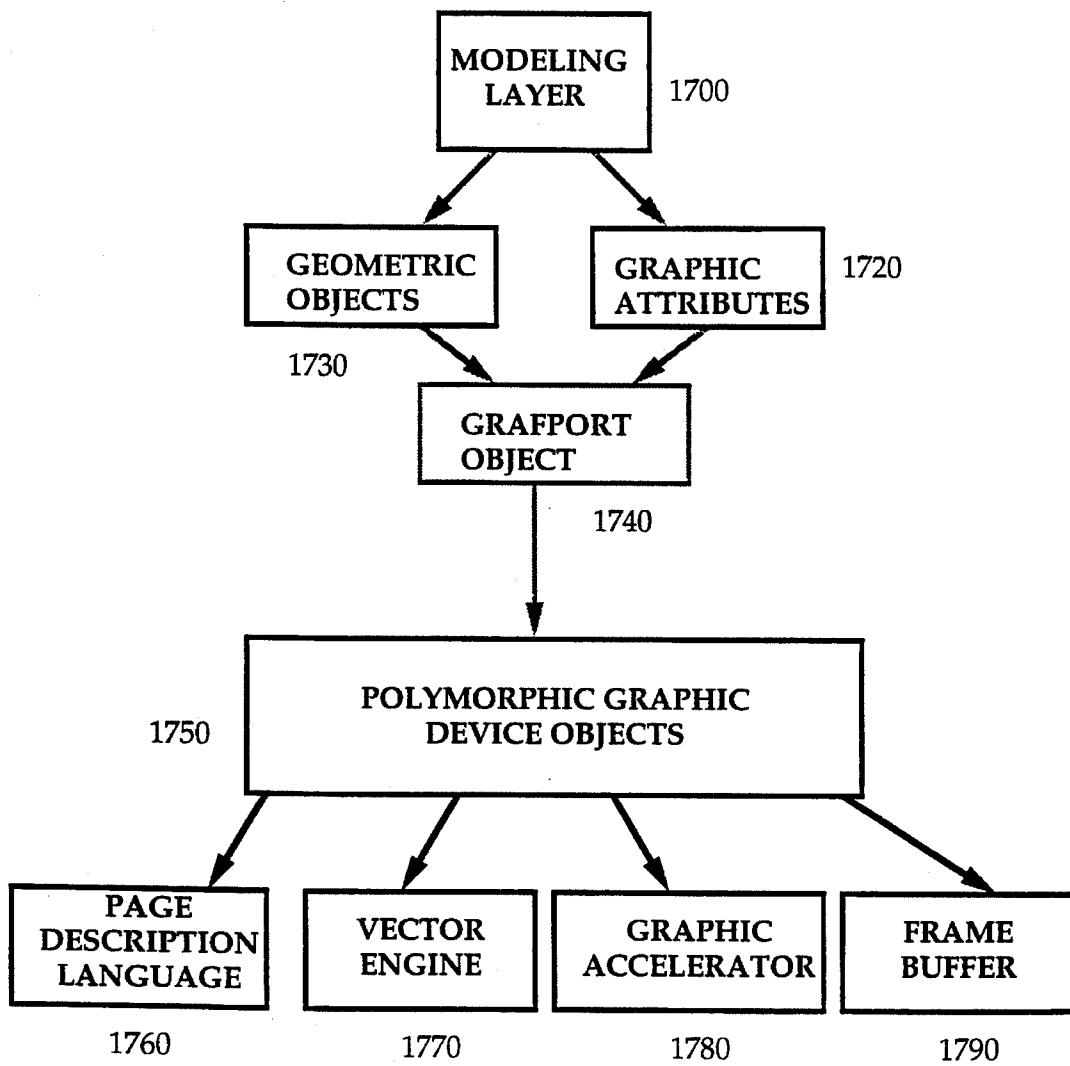 MODELING
LAYER
1700
GEOMETRIC
OBJECTS
1730
GRAPHIC
ATTRIBUTES
1720
GRAFPORT
OBJECT
1740
POLYMORPHIC GRAPHIC
DEVICE OBJECTS
1750
PAGE
DESCRIPTION
LANGUAGE
1760
VECTOR
ENGINE
1770
GRAPHIC
ACCELERATOR
1780
FRAME
BUFFER
1790